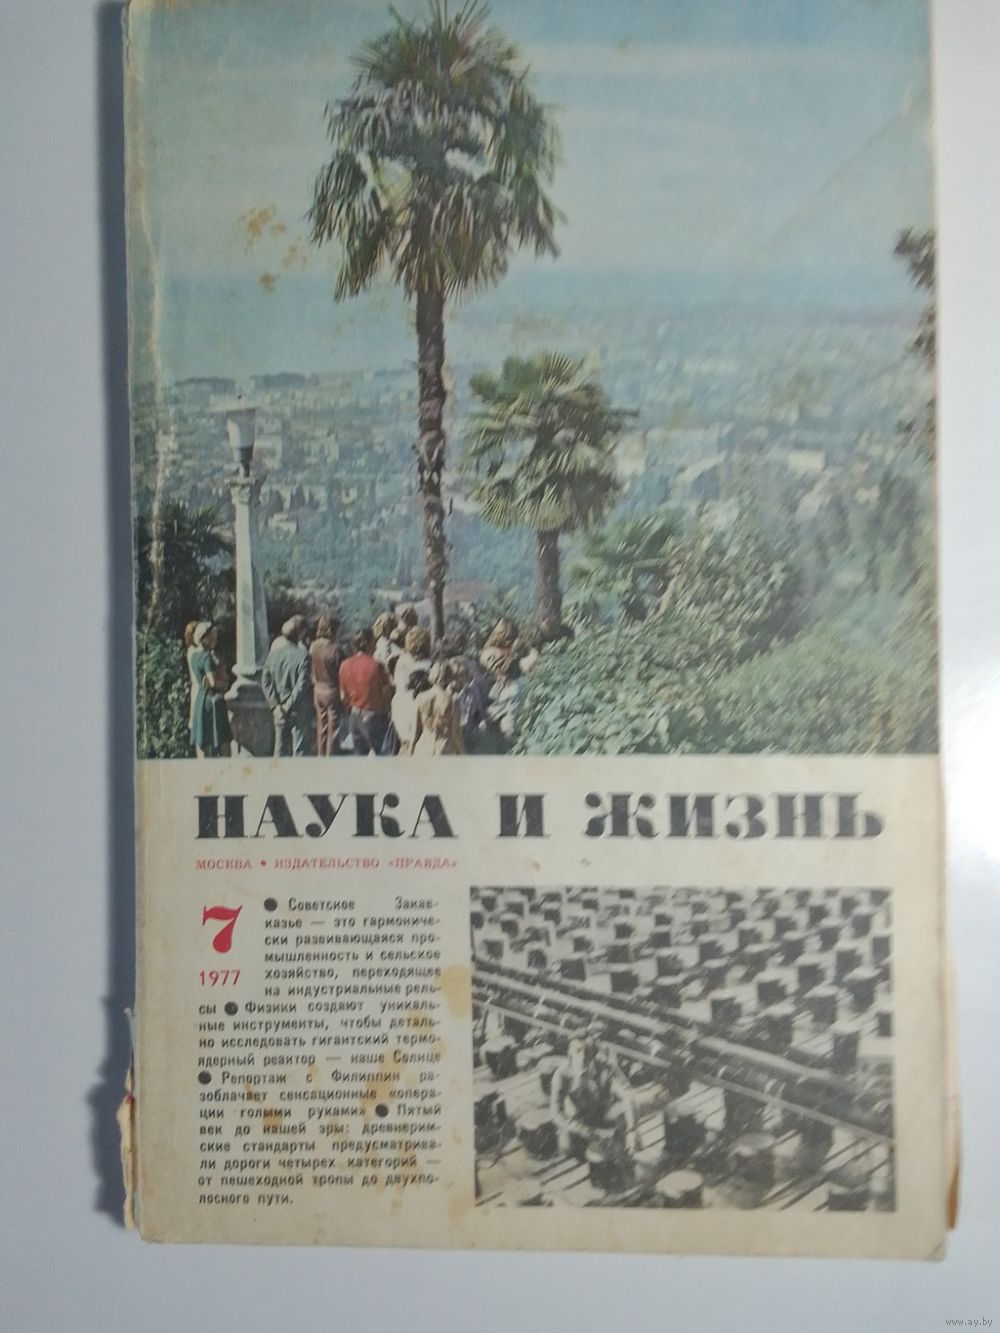 НАУКА И ЖИЗНЬ
МОСКВА • ИЗДАТЕЛЬСТВО «ПРАВДА»
7
1977
● Советское Закав-
казье — это гармониче-
ски развивающаяся про-
мышленность и сельское
хозяйство, переходящее
на индустриальные рель-
сы ● Физики создают уникаль-
ные инструменты, чтобы деталь-
но исследовать гигантский термо-
ядерный реактор — наше Солнце
● Репортаж с Филиппин ра-
зоблачает сенсационные «опера-
ции голыми руками» ● Пятый
век до нашей эры: древнерим-
ские стандарты предусматрива-
ли дороги четырех категорий —
от пешеходной тропы до двухпо-
лосного пути.
www.ay.by